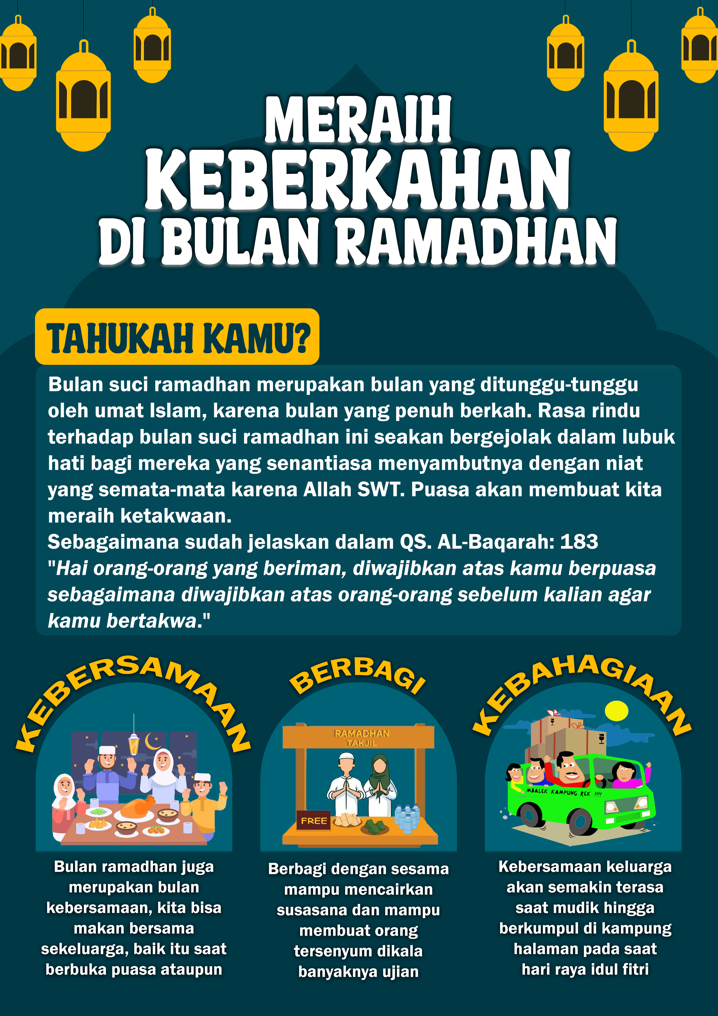 MERAIH
KEBERKAHAN
DI BULAN RAMADHAN
TAHUKAH KAMU?
Bulan suci ramadhan merupakan bulan yang ditunggu-tunggu
oleh umat Islam, karena bulan yang penuh berkah. Rasa rindu
terhadap bulan suci ramadhan ini seakan bergejolak dalam lubuk
hati bagi mereka yang senantiasa menyambutnya dengan niat
yang semata-mata karena Allah SWT. Puasa akan membuat kita
meraih ketakwaan.
Sebagaimana sudah jelaskan dalam QS. AL-Baqarah: 183
"Hai orang-orang yang beriman, diwajibkan atas kamu berpuasa
sebagaimana diwajibkan atas orang-orang sebelum kalian agar
kamu bertakwa."
KEBERSAMAAN
Bulan ramadhan juga
merupakan bulan
kebersamaan, kita bisa
makan bersama
sekeluarga, baik itu saat
berbuka puasa ataupun
BERBAGI
RAMADHAN
TAKJIL
FREE
Berbagi dengan sesama
mampu mencairkan
susasana dan mampu
membuat orang
tersenyum dikala
banyaknya ujian
KEBAHAGIAAN
MBALEK KAMPUNG REK !!!!
Kebersamaan keluarga
akan semakin terasa
saat mudik hingga
berkumpul di kampung
halaman pada saat
hari raya idul fitri